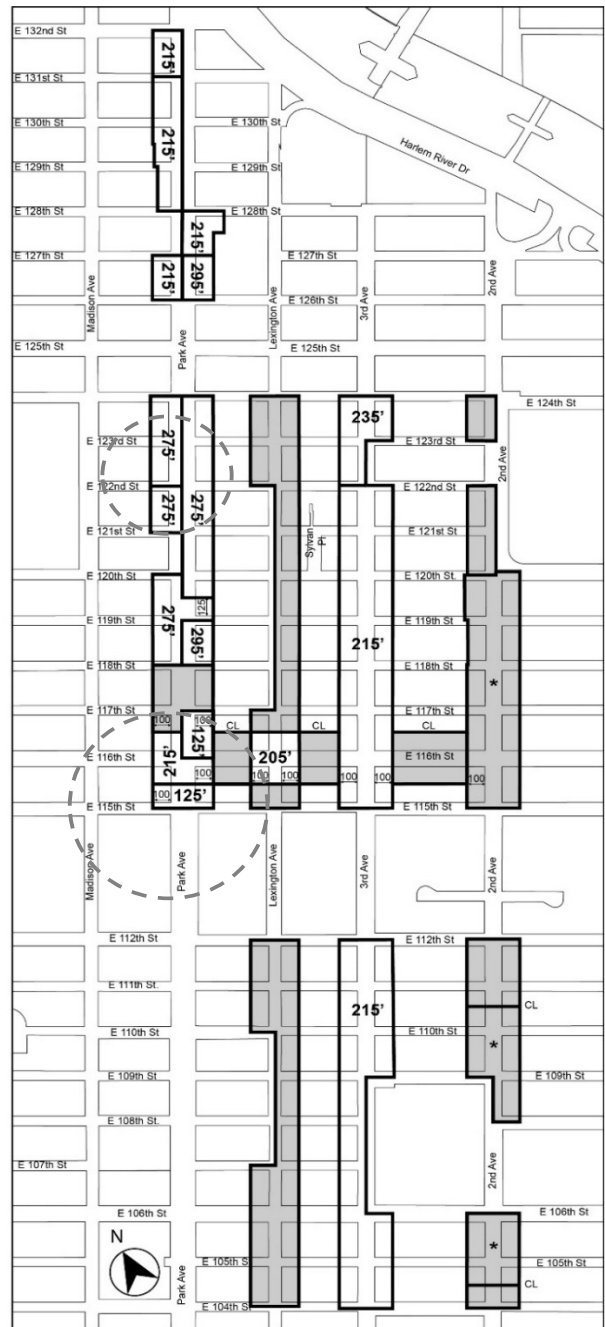 E 132nd St
215'
E 131st St
215'
E 130th St
E 130th St
Harlem River Dr
E 129th St
E 129th St
E 128th St
E 128th St
215'
E 127th St
E 127th St
215'
295'
Madison Ave
Lexington Ave
3rd Ave
2nd Ave
E 126th St
Park Ave
E 125th St
E 125th St
E 124th St
235'
E 123rd St
E 123rd St
275'
2nd Ave
E 122nd St
E 122nd St
275'
275'
E 121st St
E 121st St
Sylvan Pl
E 120th St
E 120th St.
275'
125
E 119th St
E 119th St
295'
215'
E 118th St
E 118th St
*
E 117th St
E 117th St
100
100
CL
CL
CL
125'
E 116th St
215'
205'
E 116th St
100
100
100
100
100
100
100
125'
E 115th St
E 115th St
Madison Ave
Park Ave
Lexington Ave
3rd Ave
2nd Ave
E 112th St
E 112th St
E 111th St.
CL
215'
E 110th St
E 110th St
*
E 109th St
E 109th St
E 108th St.
E 107th St
2nd Ave
E 106th St
E 106th St
N
*
E 105th St
E 105th St
Park Ave
CL
E 104th St